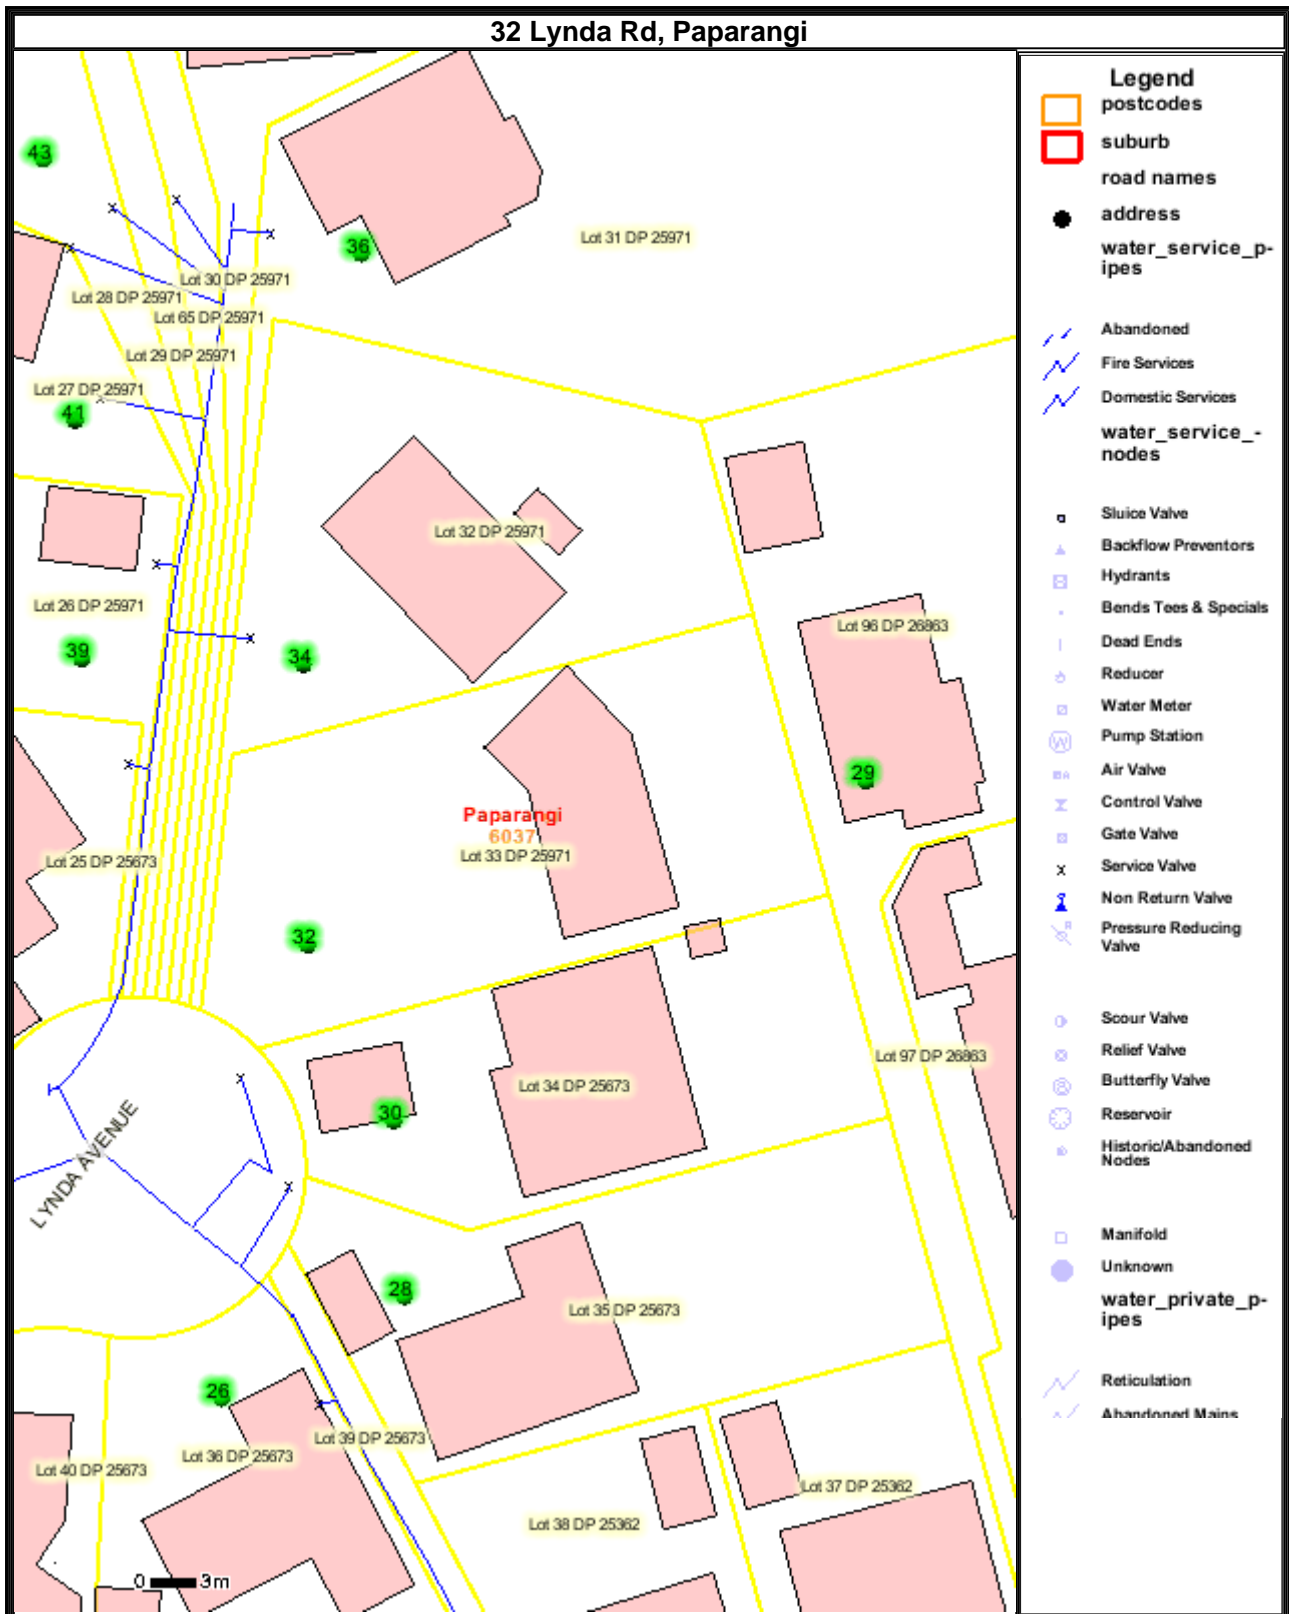 32 Lynda Rd, Paparangi
43
36
Lot 31 DP 25971
Lot 30 DP 25971
Lot 28 DP 25971
Lot 65 DP 25971
Lot 29 DP 25971
Lot 27 DP 25971
41
Lot 32 DP 25971
Lot 26 DP 25971
Lot 96 DP 26863
39
34
29
Paparangi
6037
Lot 33 DP 25971
Lot 25 DP 25673
32
Lot 97 DP 26863
Lot 34 DP 25673
30
LYNDA AVENUE
28
Lot 35 DP 25673
26
Lot 39 DP 25673
Lot 36 DP 25673
Lot 40 DP 25673
Lot 37 DP 25362
Lot 38 DP 25362
0 3m
Legend
postcodes
suburb
road names
address
water_service_p-
ipes
Abandoned
Fire Services
Domestic Services
water_service_-
nodes
Sluice Valve
Backflow Preventors
Hydrants
Bends Tees & Specials
Dead Ends
Reducer
Water Meter
Pump Station
Air Valve
Control Valve
Gate Valve
Service Valve
Non Return Valve
Pressure Reducing
Valve
Scour Valve
Relief Valve
Butterfly Valve
Reservoir
Historic/Abandoned
Nodes
Manifold
Unknown
water_private_p-
ipes
Reticulation
Abandoned Mains